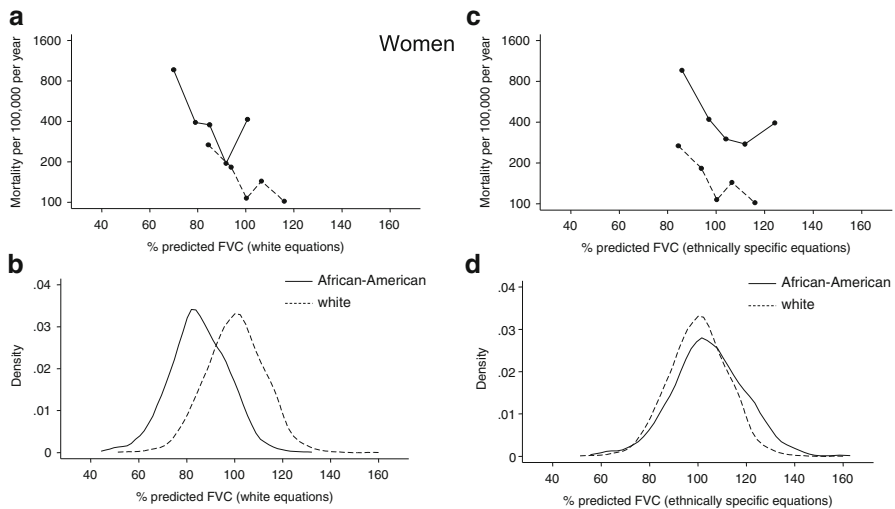 a
Women
Mortality per 100,000 per year
1600
800
400
200
100
40 60 80 100 120 140 160
% predicted FVC (white equations)
c
Mortality per 100,000 per year
1600
800
400
200
100
40 60 80 100 120 140 160
% predicted FVC (ethnically specific equations)
b
African-American
white
Density
.04
.03
.02
.01
0
40 60 80 100 120 140 160
% predicted FVC (white equations)
d
African-American
white
Density
.04
.03
.02
.01
0
40 60 80 100 120 140 160
% predicted FVC (ethnically specific equations)